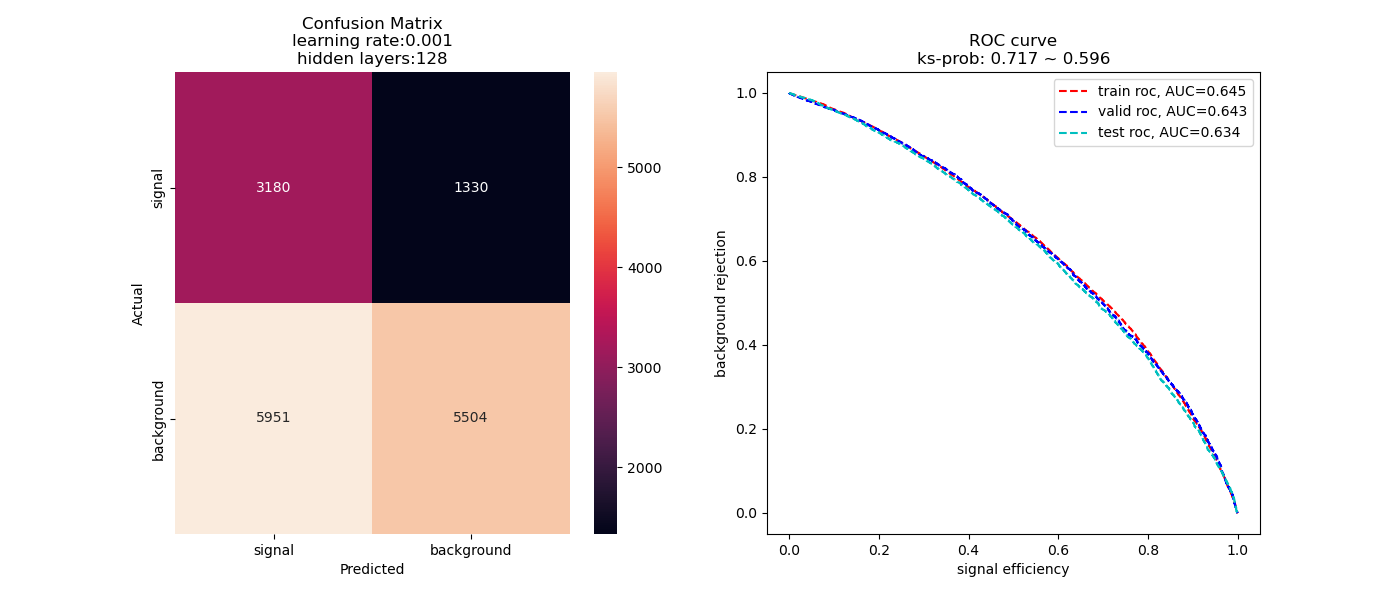 Confusion Matrix
learning rate:0.001
hidden layers:128
signal
background
Actual
3180
1330
5951
5504
signal
background
Predicted
5000
4000
3000
2000
ROC curve
ks-prob: 0.717 ~ 0.596
train roc, AUC=0.645
valid roc, AUC=0.643
test roc, AUC=0.634
background rejection
1.0
0.8
0.6
0.4
0.2
0.0
0.0
0.2
0.4
0.6
0.8
1.0
signal efficiency